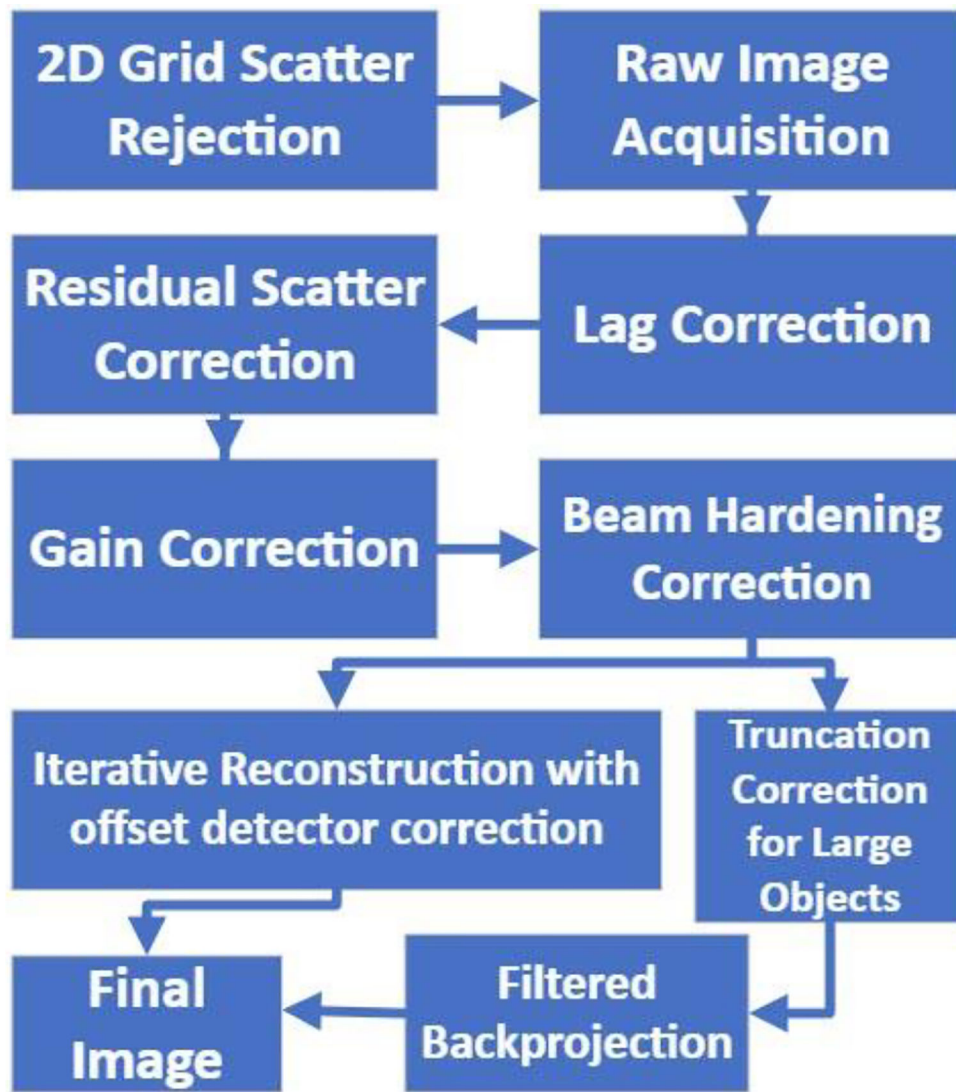 2D Grid Scatter
Rejection
Raw Image
Acquisition
Residual Scatter
Correction
Lag Correction
Gain Correction
Beam Hardening
Correction
Iterative Reconstruction with
offset detector correction
Truncation
Correction
for Large
Objects
Final
Image
Filtered
Backprojection